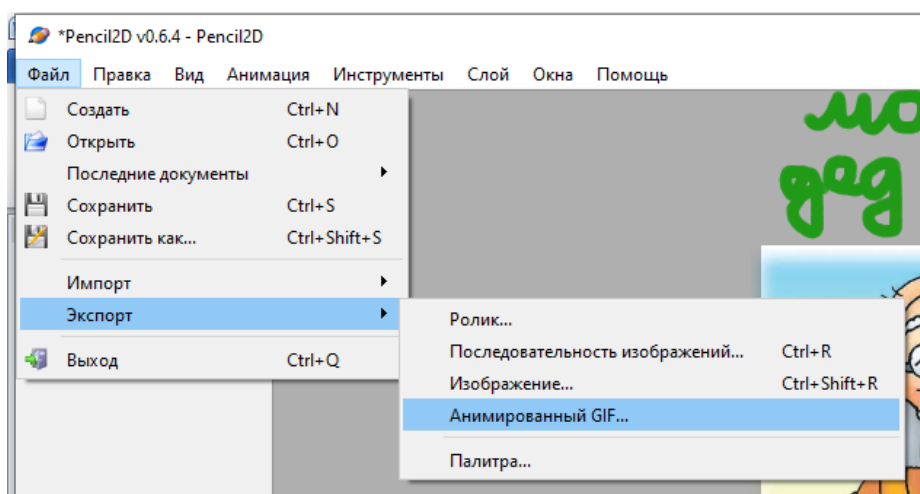 *Pencil2D v0.6.4 - Pencil2D
Файл Правка Вид Анимация Инструменты Слой Окна Помощь
Создать Ctrl+N
Открыть Ctrl+O
Последние документы
Сохранить Ctrl+S
Сохранить как... Ctrl+Shift+S
Импорт
Экспорт
Выход Ctrl+Q
Ролик...
Последовательность изображений... Ctrl+R
Изображение... Ctrl+Shift+R
Анимированный GIF...
Палитра...
дед